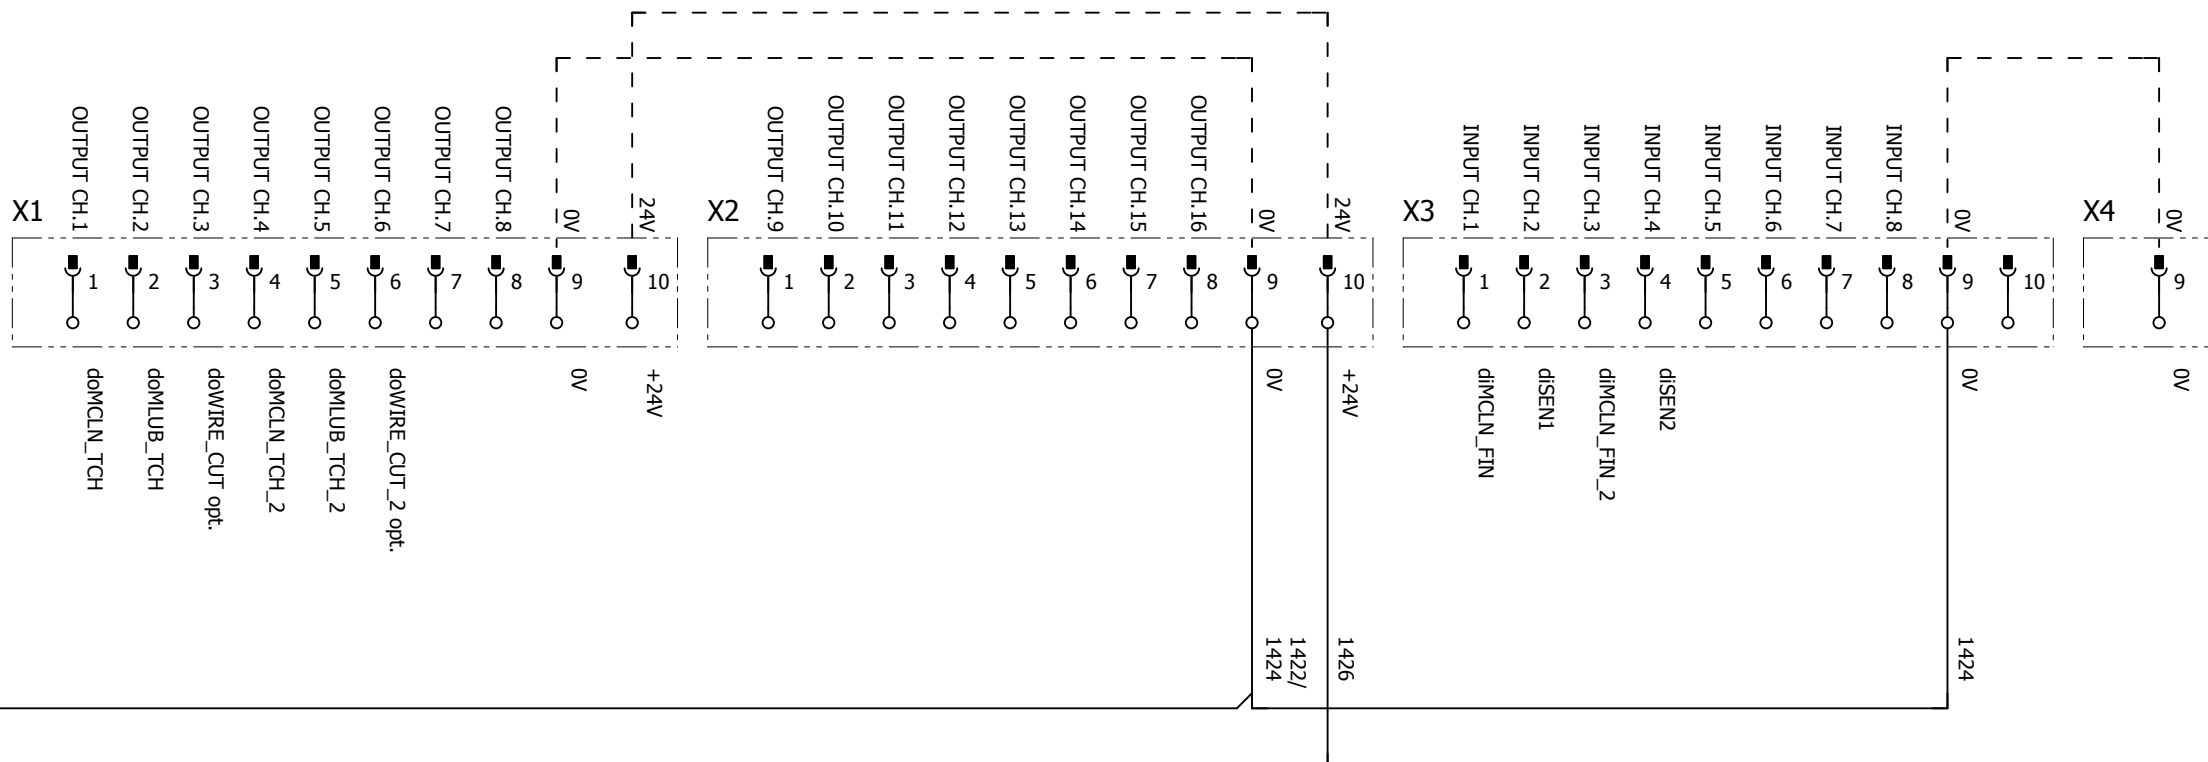 OUTPUT CH.1
OUTPUT CH.2
OUTPUT CH.3
OUTPUT CH.4
OUTPUT CH.5
OUTPUT CH.6
OUTPUT CH.7
OUTPUT CH.8
0V
24V
X1
1
2
3
4
5
6
7
8
9
10
doMCLN_TCH
doMLUB_TCH
doWIRE_CUT opt.
doMCLN_TCH_2
doMLUB_TCH_2
doWIRE_CUT_2 opt.
0V
+24V
OUTPUT CH.9
OUTPUT CH.10
OUTPUT CH.11
OUTPUT CH.12
OUTPUT CH.13
OUTPUT CH.14
OUTPUT CH.15
OUTPUT CH.16
0V
24V
X2
1
2
3
4
5
6
7
8
9
10
0V
+24V
1422/
1424
1426
INPUT CH.1
INPUT CH.2
INPUT CH.3
INPUT CH.4
INPUT CH.5
INPUT CH.6
INPUT CH.7
INPUT CH.8
0V
X3
1
2
3
4
5
6
7
8
9
10
diMCLN_FIN
diSEN1
diMCLN_FIN_2
diSEN2
0V
1424
0V
X4
9
0V